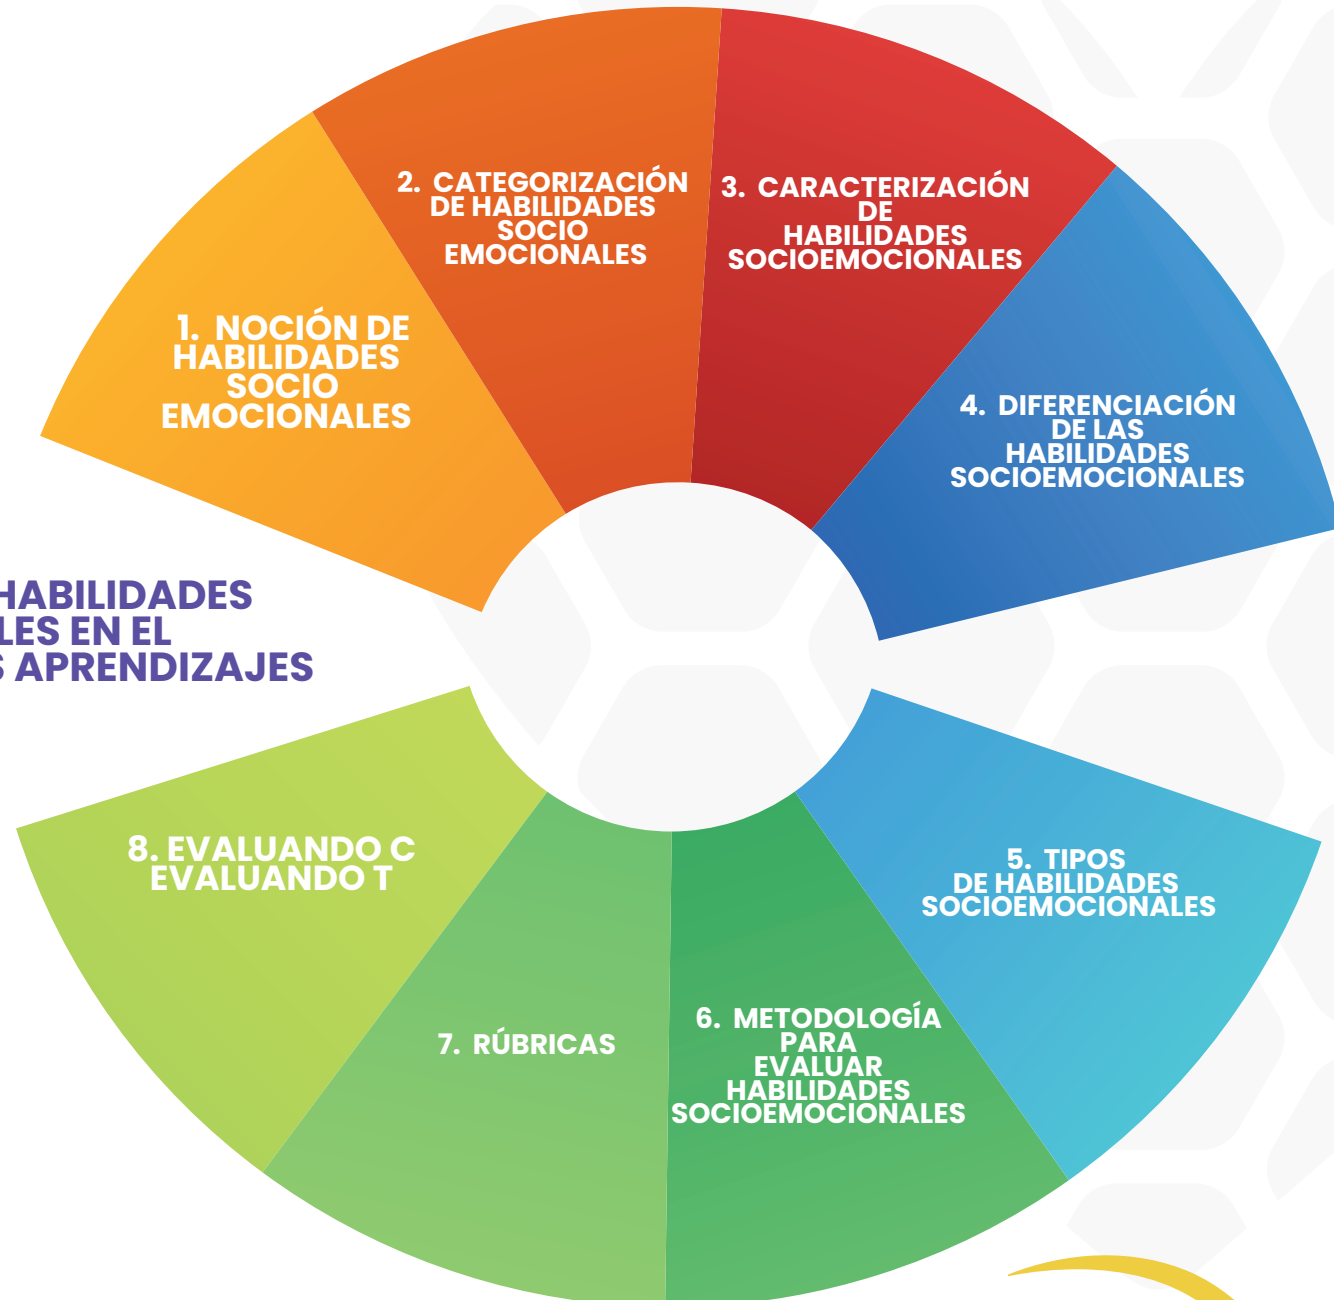 1. NOCIÓN DE
HABILIDADES
SOCIO
EMOCIONALES
2. CATEGORIZACIÓN
DE HABILIDADES
SOCIO
EMOCIONALES
3. CARACTERIZACIÓN
DE
HABILIDADES
SOCIOEMOCIONALES
4. DIFERENCIACIÓN
DE LAS
HABILIDADES
SOCIOEMOCIONALES
HABILIDADES
LES EN EL
S APRENDIZAJES
5. TIPOS
DE HABILIDADES
SOCIOEMOCIONALES
6. METODOLOGÍA
PARA
EVALUAR
HABILIDADES
SOCIOEMOCIONALES
7. RÚBRICAS
8. EVALUANDO C
EVALUANDO T